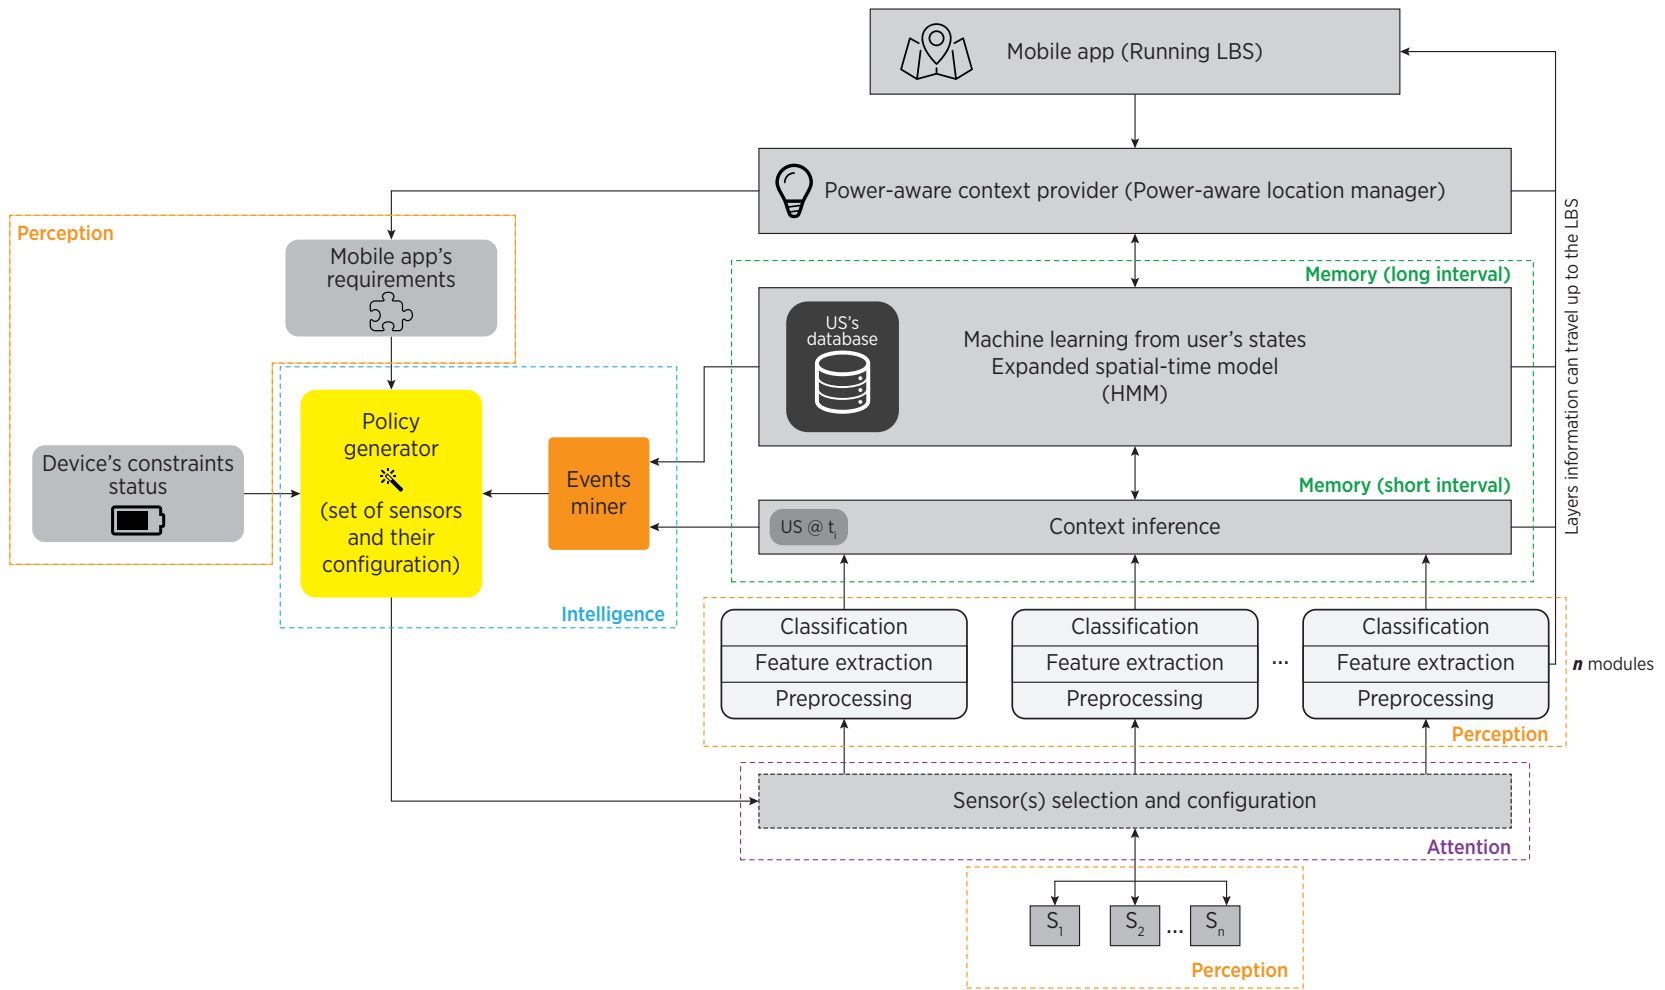 Mobile app (Running LBS)
Power-aware context provider (Power-aware location manager)
Perception
Mobile app's
requirements
Memory (long interval)
US's
database
Machine learning from user's states
Expanded spatial-time model
(HMM)
Layers information can travel up to the LBS
Policy
generator
(set of sensors
and their
configuration)
Device's constraints
status
Events
miner
Memory (short interval)
US @ ti
Context inference
Intelligence
Classification
Feature extraction
Preprocessing
Classification
Feature extraction
Preprocessing
...
Classification
Feature extraction
Preprocessing
n modules
Perception
Sensor(s) selection and configuration
Attention
S1
S2
...
Sn
Perception